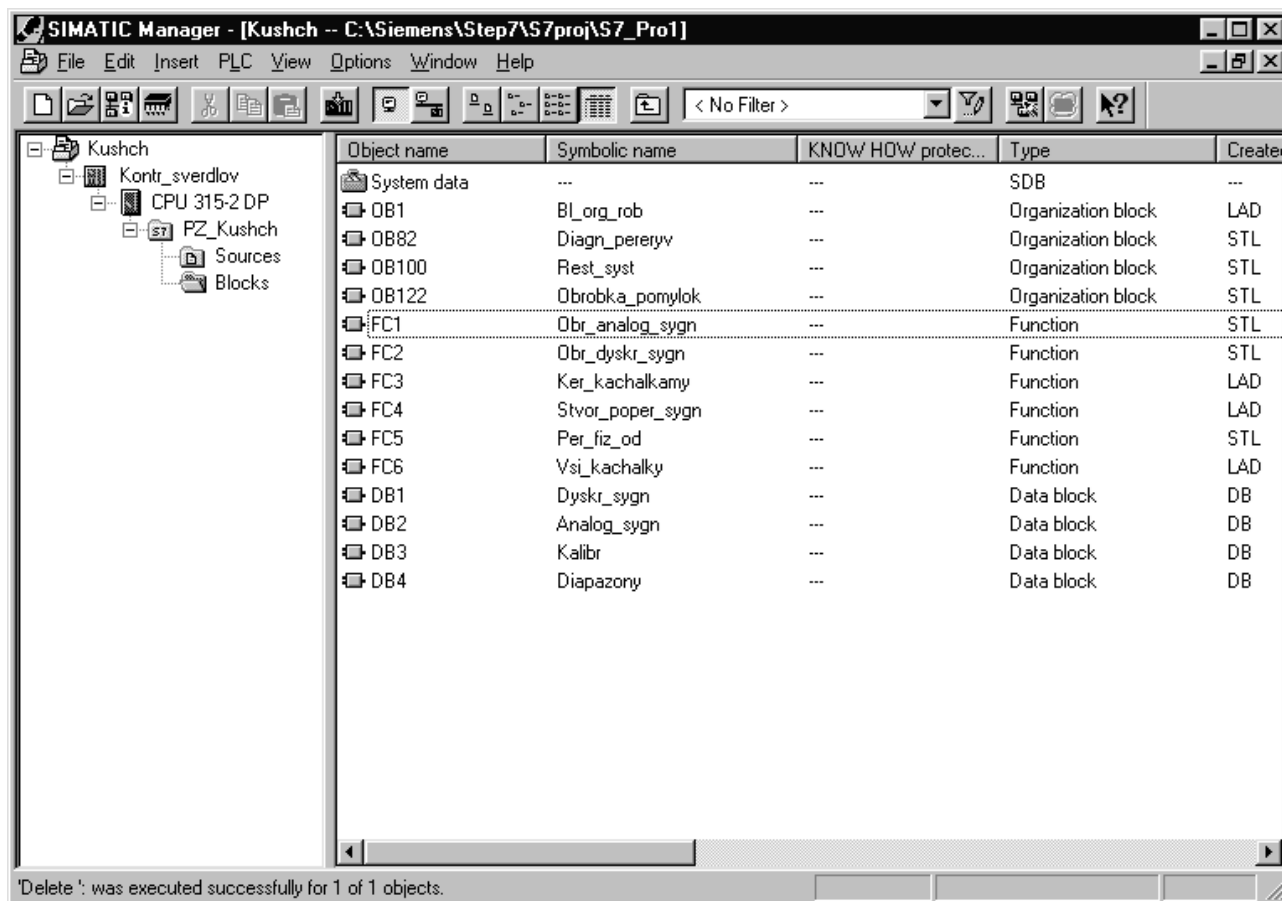 SIMATIC Manager - [Kushch -- C:\Siemens\Step7\S7proj\S7_Pro1]
File Edit Insert PLC View Options Window Help
< No Filter >
Kushch
Kontr_sverdlov
CPU 315-2 DP
PZ_Kushch
Sources
Blocks
Object name Symbolic name KNOW HOW protec... Type Created
System data --- --- SDB ---
OB1 Bl_org_rob --- Organization block LAD
OB82 Diagn_pereryv --- Organization block STL
OB100 Rest_syst --- Organization block STL
OB122 Obrobka_pomylok --- Organization block STL
FC1 Obr_analog_sygn --- Function STL
FC2 Obr_dyskr_sygn --- Function STL
FC3 Ker_kachalkamy --- Function LAD
FC4 Stvor_poper_sygn --- Function LAD
FC5 Per_fiz_od --- Function STL
FC6 Vsi_kachalky --- Function LAD
DB1 Dyskr_sygn --- Data block DB
DB2 Analog_sygn --- Data block DB
DB3 Kalibr --- Data block DB
DB4 Diapazony --- Data block DB
'Delete ': was executed successfully for 1 of 1 objects.